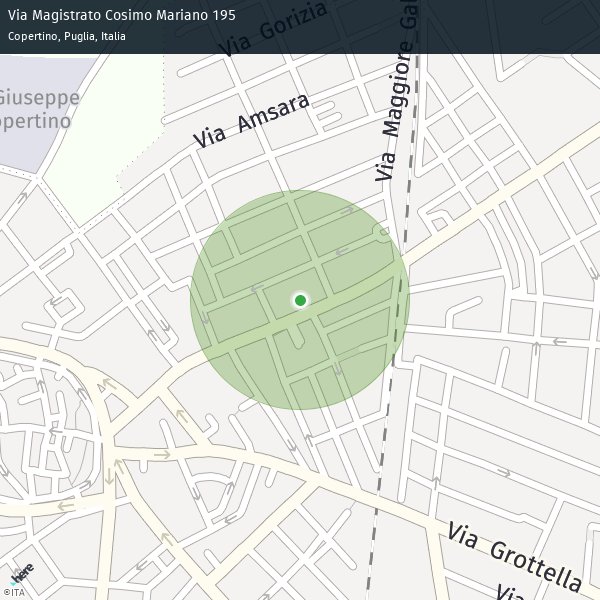 Via Magistrato Cosimo Mariano 195
Copertino, Puglia, Italia
Via Gorizia
Via Maggiore Gal
Giuseppe
opertino
Via Amsara
Via Grottella
Via
here
©ITA